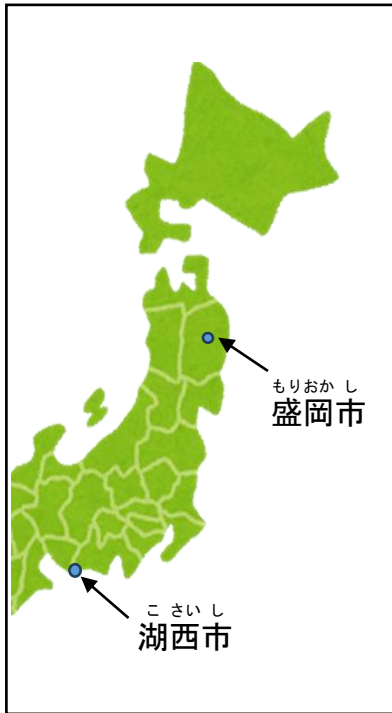 もりおか し
盛岡市
こ さい し
湖西市